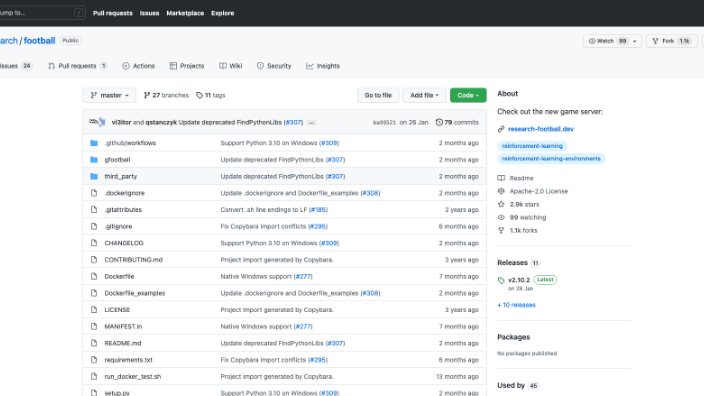 ump to... /
Pull requests Issues Marketplace Explore
arch / football Public
Watch 99
Fork 1.1k
ssues 24 Pull requests 1 Actions Projects Wiki Security Insights
master 27 branches 11 tags
Go to file Add file Code
vi3itor and qstanczyk Update deprecated FindPythonLibs (#307) ...
on 26 Jan 79 commits
.github/workflows Support Python 3.10 on Windows (#309) 2 months ago
gfootball Update deprecated FindPythonLibs (#307) 2 months ago
third_party Update deprecated FindPythonLibs (#307) 2 months ago
.dockerignore Update .dockerignore and Dockerfile_examples (#308) 2 months ago
.gitattributes Convert .sh line endings to LF (#185) 2 years ago
.gitignore Fix Copybara import conflicts (#295) 6 months ago
CHANGELOG Support Python 3.10 on Windows (#309) 2 months ago
CONTRIBUTING.md Project import generated by Copybara. 3 years ago
Dockerfile Native Windows support (#277) 7 months ago
Dockerfile_examples Update .dockerignore and Dockerfile_examples (#308) 2 months ago
LICENSE Project import generated by Copybara. 3 years ago
MANIFEST.in Native Windows support (#277) 7 months ago
README.md Update deprecated FindPythonLibs (#307) 2 months ago
requirements.txt Fix Copybara import conflicts (#295) 6 months ago
run_docker_test.sh Project import generated by Copybara. 13 months ago
setup.py Support Python 3.10 on Windows (#309) 2 months ago
About
Check out the new game server:
research-football.dev
reinforcement-learning
reinforcement-learning-environments
Readme
Apache-2.0 License
2.9k stars
99 watching
1.1k forks
Releases 11
v2.10.2 Latest
on 26 Jan
+ 10 releases
Packages
No packages published
Used by 45